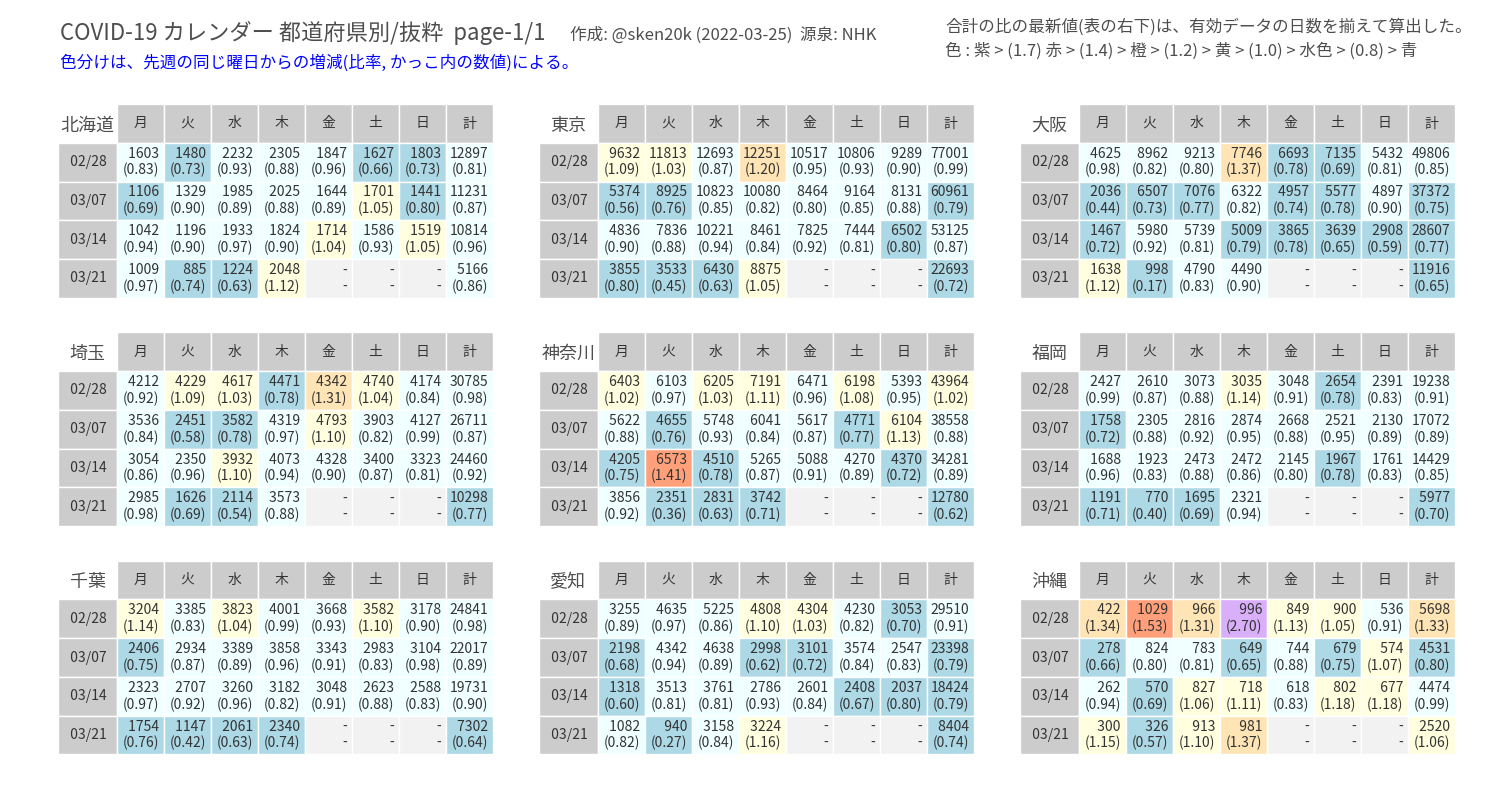 COVID-19 カレンダー 都道府県別/抜粋 page-1/1 作成: @sken20k (2022-03-25) 源泉: NHK
合計の比の最新値(表の右下)は、有効データの日数を揃えて算出した。
色分けは、先週の同じ曜日からの増減(比率, かっこ内の数値)による。
色 : 紫 > (1.7) 赤 > (1.4) > 橙 > (1.2) > 黄 > (1.0) > 水色 > (0.8) > 青
北海道 月 火 水 木 金 土 日 計
02/28 1603 1480 2232 2305 1847 1627 1803 12897
(0.83) (0.73) (0.93) (0.88) (0.96) (0.66) (0.73) (0.81)
03/07 1106 1329 1985 2025 1644 1701 1441 11231
(0.69) (0.90) (0.89) (0.88) (0.89) (1.05) (0.80) (0.87)
03/14 1042 1196 1933 1824 1714 1586 1519 10814
(0.94) (0.90) (0.97) (0.90) (1.04) (0.93) (1.05) (0.96)
03/21 1009 885 1224 2048 - - - 5166
(0.97) (0.74) (0.63) (1.12) - - - (0.86)
東京 月 火 水 木 金 土 日 計
02/28 9632 11813 12693 12251 10517 10806 9289 77001
(1.09) (1.03) (0.87) (1.20) (0.95) (0.93) (0.90) (0.99)
03/07 5374 8925 10823 10080 8464 9164 8131 60961
(0.56) (0.76) (0.85) (0.82) (0.80) (0.85) (0.88) (0.79)
03/14 4836 7836 10221 8461 7825 7444 6502 53125
(0.90) (0.88) (0.94) (0.84) (0.92) (0.81) (0.80) (0.87)
03/21 3855 3533 6430 8875 - - - 22693
(0.80) (0.45) (0.63) (1.05) - - - (0.72)
大阪 月 火 水 木 金 土 日 計
02/28 4625 8962 9213 7746 6693 7135 5432 49806
(0.98) (0.82) (0.80) (1.37) (0.78) (0.69) (0.81) (0.85)
03/07 2036 6507 7076 6322 4957 5577 4897 37372
(0.44) (0.73) (0.77) (0.82) (0.74) (0.78) (0.90) (0.75)
03/14 1467 5980 5739 5009 3865 3639 2908 28607
(0.72) (0.92) (0.81) (0.79) (0.78) (0.65) (0.59) (0.77)
03/21 1638 998 4790 4490 - - - 11916
(1.12) (0.17) (0.83) (0.90) - - - (0.65)
埼玉 月 火 水 木 金 土 日 計
02/28 4212 4229 4617 4471 4342 4740 4174 30785
(0.92) (1.09) (1.03) (0.78) (1.31) (1.04) (0.84) (0.98)
03/07 3536 2451 3582 4319 4793 3903 4127 26711
(0.84) (0.58) (0.78) (0.97) (1.10) (0.82) (0.99) (0.87)
03/14 3054 2350 3932 4073 4328 3400 3323 24460
(0.86) (0.96) (1.10) (0.94) (0.90) (0.87) (0.81) (0.92)
03/21 2985 1626 2114 3573 - - - 10298
(0.98) (0.69) (0.54) (0.88) - - - (0.77)
神奈川 月 火 水 木 金 土 日 計
02/28 6403 6103 6205 7191 6471 6198 5393 43964
(1.02) (0.97) (1.03) (1.11) (0.96) (1.08) (0.95) (1.02)
03/07 5622 4655 5748 6041 5617 4771 6104 38558
(0.88) (0.76) (0.93) (0.84) (0.87) (0.77) (1.13) (0.88)
03/14 4205 6573 4510 5265 5088 4270 4370 34281
(0.75) (1.41) (0.78) (0.87) (0.91) (0.89) (0.72) (0.89)
03/21 3856 2351 2831 3742 - - - 12780
(0.92) (0.36) (0.63) (0.71) - - - (0.62)
福岡 月 火 水 木 金 土 日 計
02/28 2427 2610 3073 3035 3048 2654 2391 19238
(0.99) (0.87) (0.88) (1.14) (0.91) (0.78) (0.83) (0.91)
03/07 1758 2305 2816 2874 2668 2521 2130 17072
(0.72) (0.88) (0.92) (0.95) (0.88) (0.95) (0.89) (0.89)
03/14 1688 1923 2473 2472 2145 1967 1761 14429
(0.96) (0.83) (0.88) (0.86) (0.80) (0.78) (0.83) (0.85)
03/21 1191 770 1695 2321 - - - 5977
(0.71) (0.40) (0.69) (0.94) - - - (0.70)
千葉 月 火 水 木 金 土 日 計
02/28 3204 3385 3823 4001 3668 3582 3178 24841
(1.14) (0.83) (1.04) (0.99) (0.93) (1.10) (0.90) (0.98)
03/07 2406 2934 3389 3858 3343 2983 3104 22017
(0.75) (0.87) (0.89) (0.96) (0.91) (0.83) (0.98) (0.89)
03/14 2323 2707 3260 3182 3048 2623 2588 19731
(0.97) (0.92) (0.96) (0.82) (0.91) (0.88) (0.83) (0.90)
03/21 1754 1147 2061 2340 - - - 7302
(0.76) (0.42) (0.63) (0.74) - - - (0.64)
愛知 月 火 水 木 金 土 日 計
02/28 3255 4635 5225 4808 4304 4230 3053 29510
(0.89) (0.97) (0.86) (1.10) (1.03) (0.82) (0.70) (0.91)
03/07 2198 4342 4638 2998 3101 3574 2547 23398
(0.68) (0.94) (0.89) (0.62) (0.72) (0.84) (0.83) (0.79)
03/14 1318 3513 3761 2786 2601 2408 2037 18424
(0.60) (0.81) (0.81) (0.93) (0.84) (0.67) (0.80) (0.79)
03/21 1082 940 3158 3224 - - - 8404
(0.82) (0.27) (0.84) (1.16) - - - (0.74)
沖縄 月 火 水 木 金 土 日 計
02/28 422 1029 966 996 849 900 536 5698
(1.34) (1.53) (1.31) (2.70) (1.13) (1.05) (0.91) (1.33)
03/07 278 824 783 649 744 679 574 4531
(0.66) (0.80) (0.81) (0.65) (0.88) (0.75) (1.07) (0.80)
03/14 262 570 827 718 618 802 677 4474
(0.94) (0.69) (1.06) (1.11) (0.83) (1.18) (1.18) (0.99)
03/21 300 326 913 981 - - - 2520
(1.15) (0.57) (1.10) (1.37) - - - (1.06)